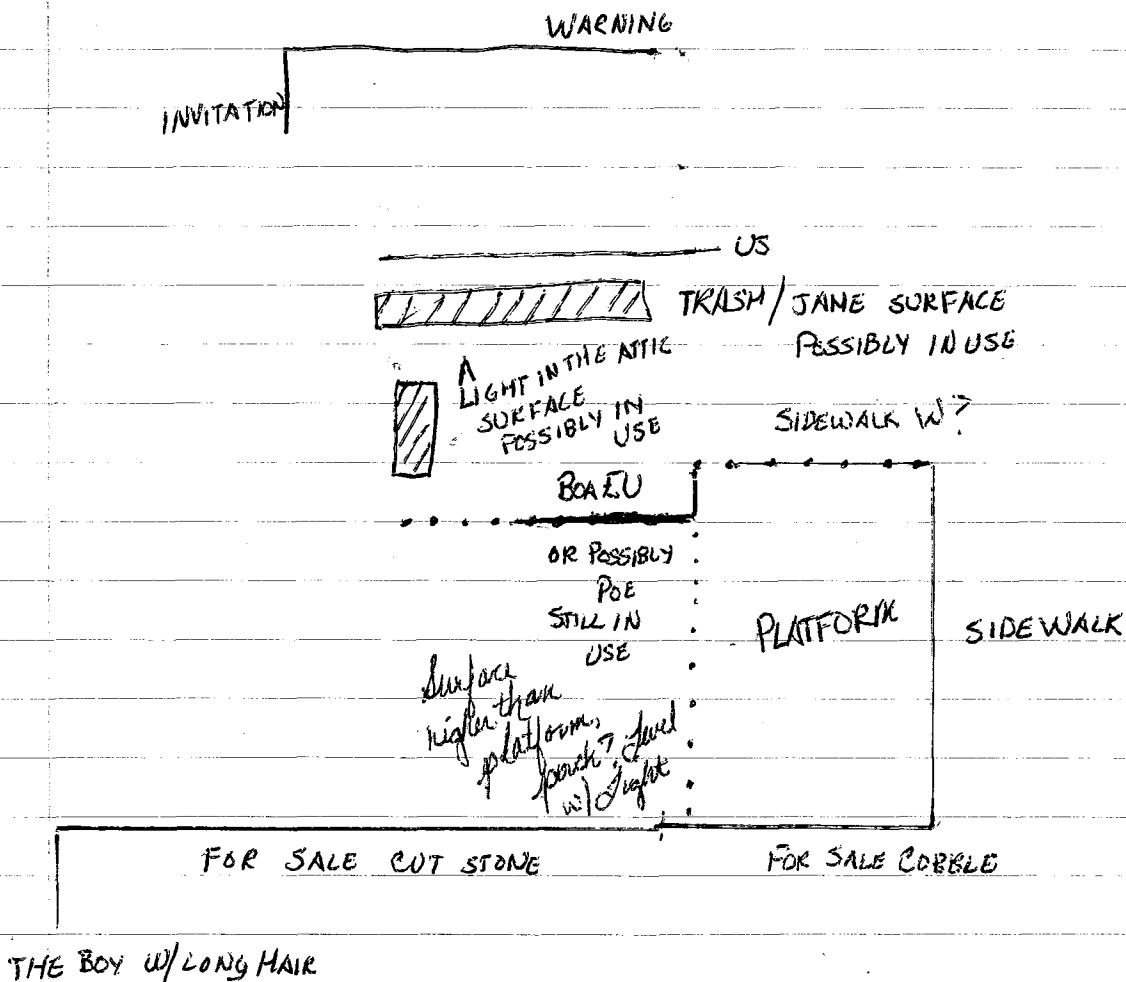 WARNING
INVITATION
US
TRASH/JANE SURFACE
POSSIBLY IN USE
A
LIGHT IN THE ATTIC
SURFACE
POSSIBLY IN
USE
SIDEWALK W?
BOA EU
OR POSSIBLY
POE
STILL IN
USE
PLATFORM
SIDEWALK
Surface
higher than
platform,
porch? Level
w/ Light
FOR SALE CUT STONE
FOR SALE COBBLE
THE BOY W/ LONG HAIR